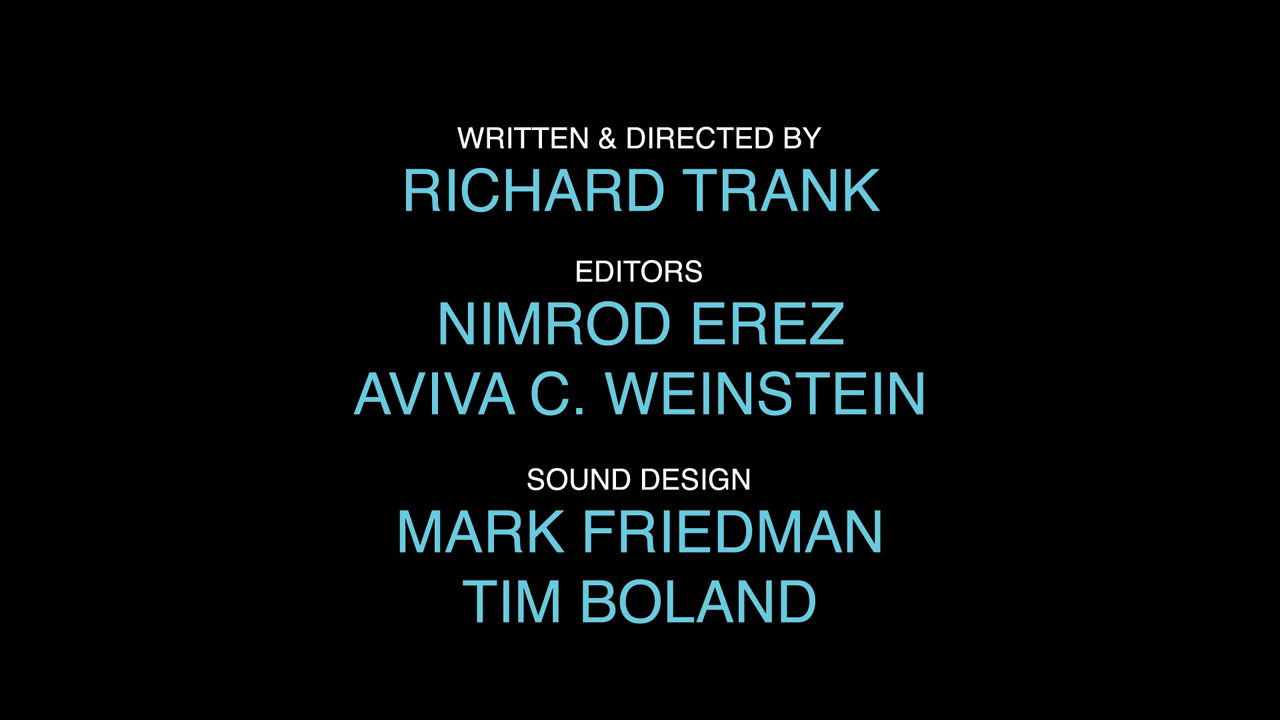 WRITTEN & DIRECTED BY
RICHARD TRANK
EDITORS
NIMROD EREZ
AVIVA C. WEINSTEIN
SOUND DESIGN
MARK FRIEDMAN
TIM BOLAND